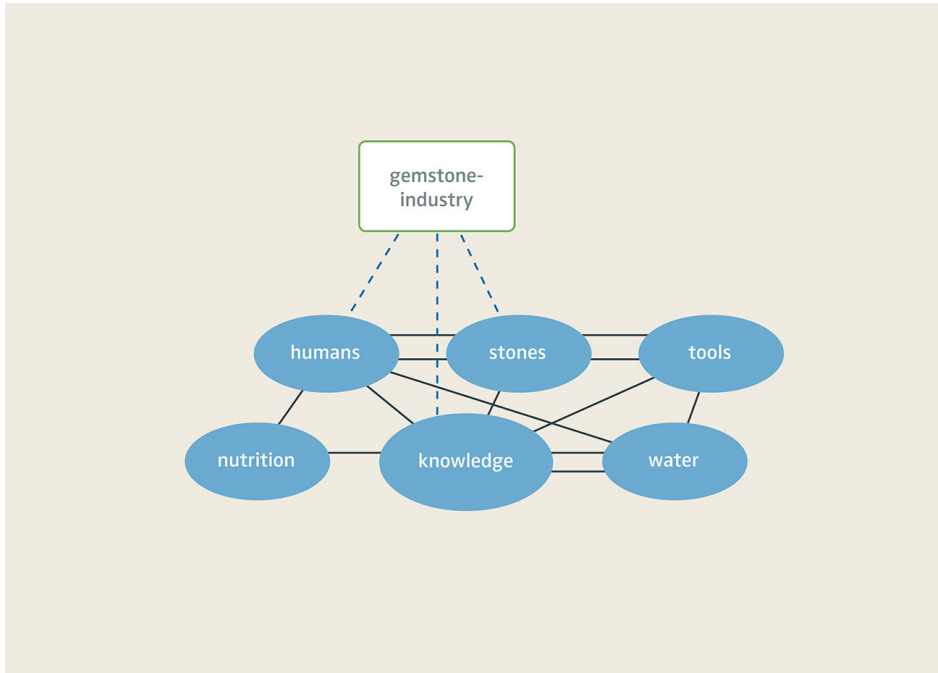 gemstone-
industry
humans
stones
tools
nutrition
knowledge
water